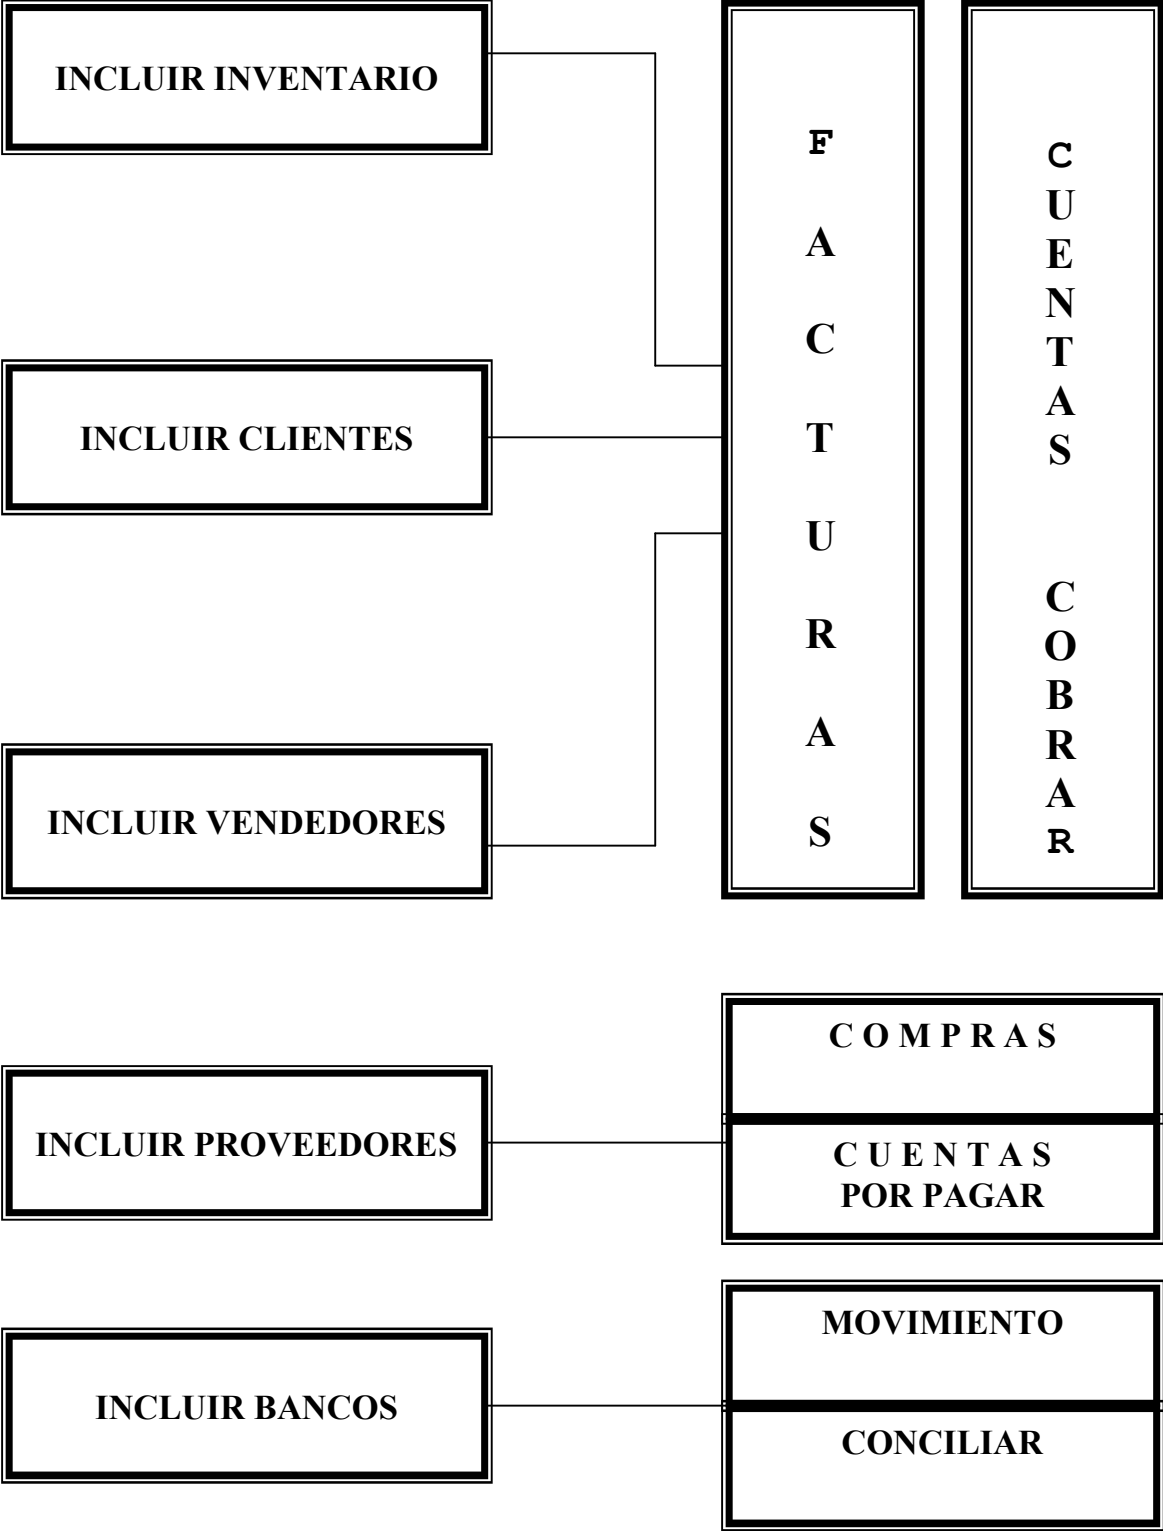 INCLUIR INVENTARIO
INCLUIR CLIENTES
INCLUIR VENDEDORES
F
A
C
T
U
R
A
S
C
U
E
N
T
A
S
C
O
B
R
A
R
INCLUIR PROVEEDORES
C O M P R A S
C U E N T A S
POR PAGAR
INCLUIR BANCOS
MOVIMIENTO
CONCILIAR